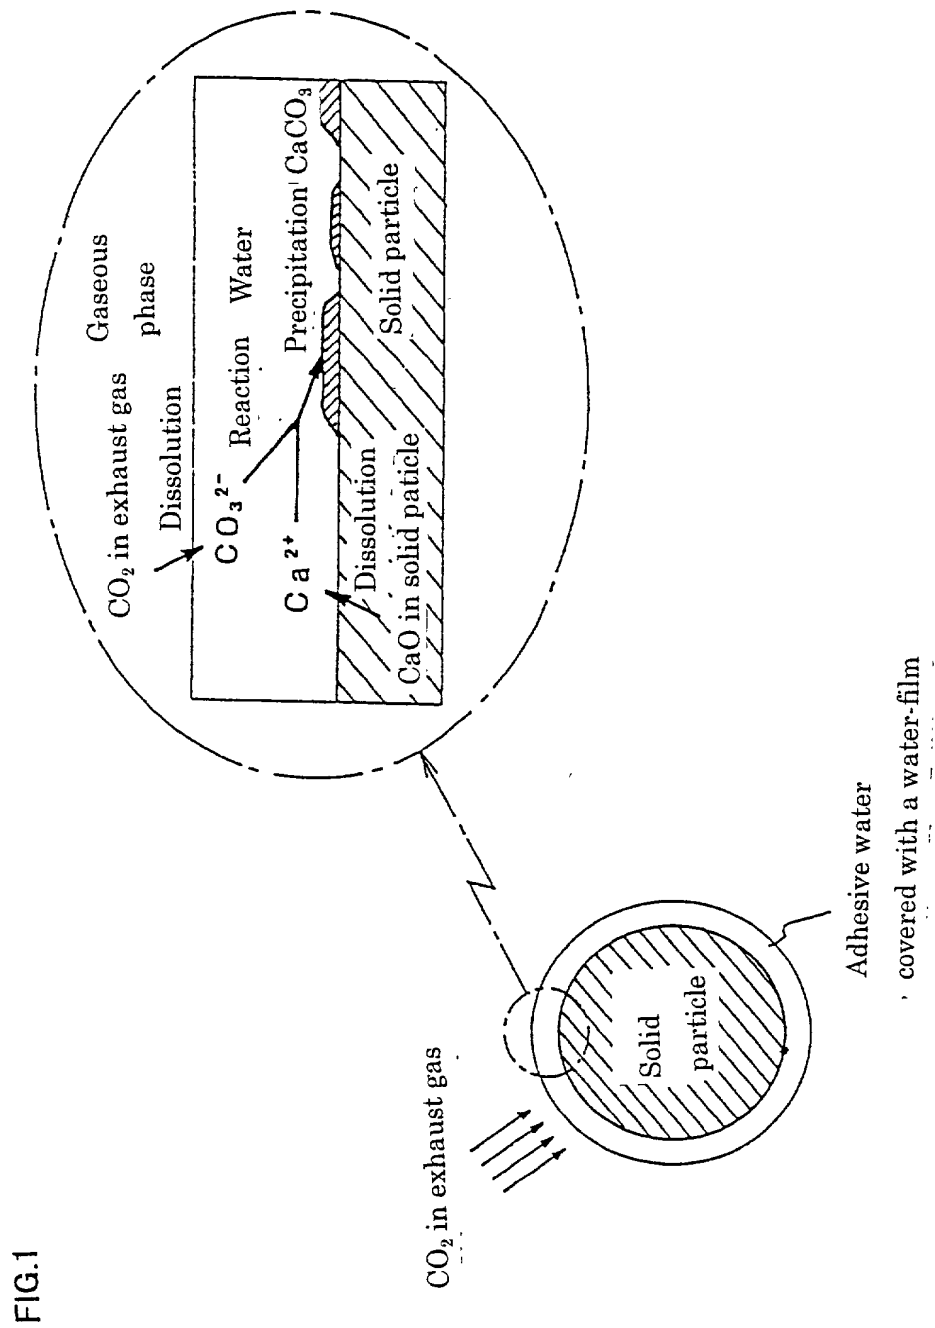 FIG.1
CO₂ in exhaust gas
Solid
particle
Adhesive water
covered with a water-film
CO₂ in exhaust gas
Gaseous
phase
Dissolution
CO₃²⁻
Reaction Water
Ca²⁺
Precipitation CaCO₃
Dissolution
CaO in solid paticle
Solid particle